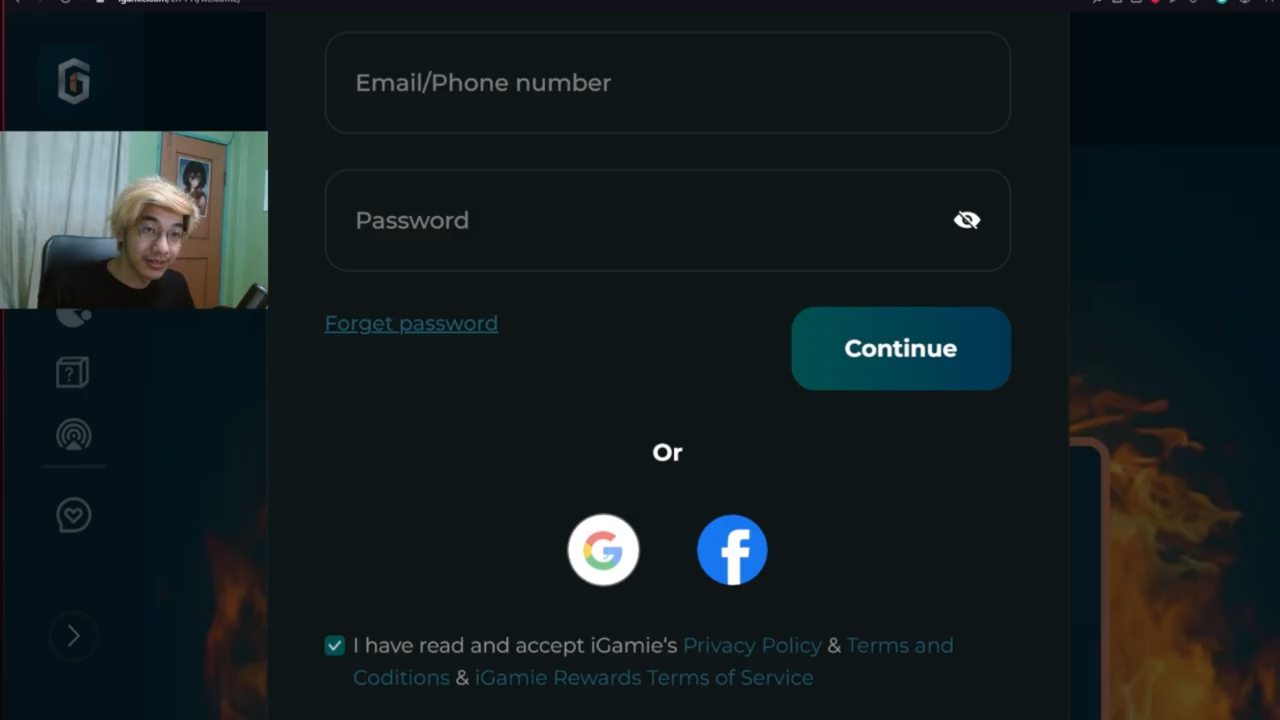 Email/Phone number
Password
Forget password
Continue
Or
I have read and accept iGamie's Privacy Policy & Terms and
Coditions & iGamie Rewards Terms of Service